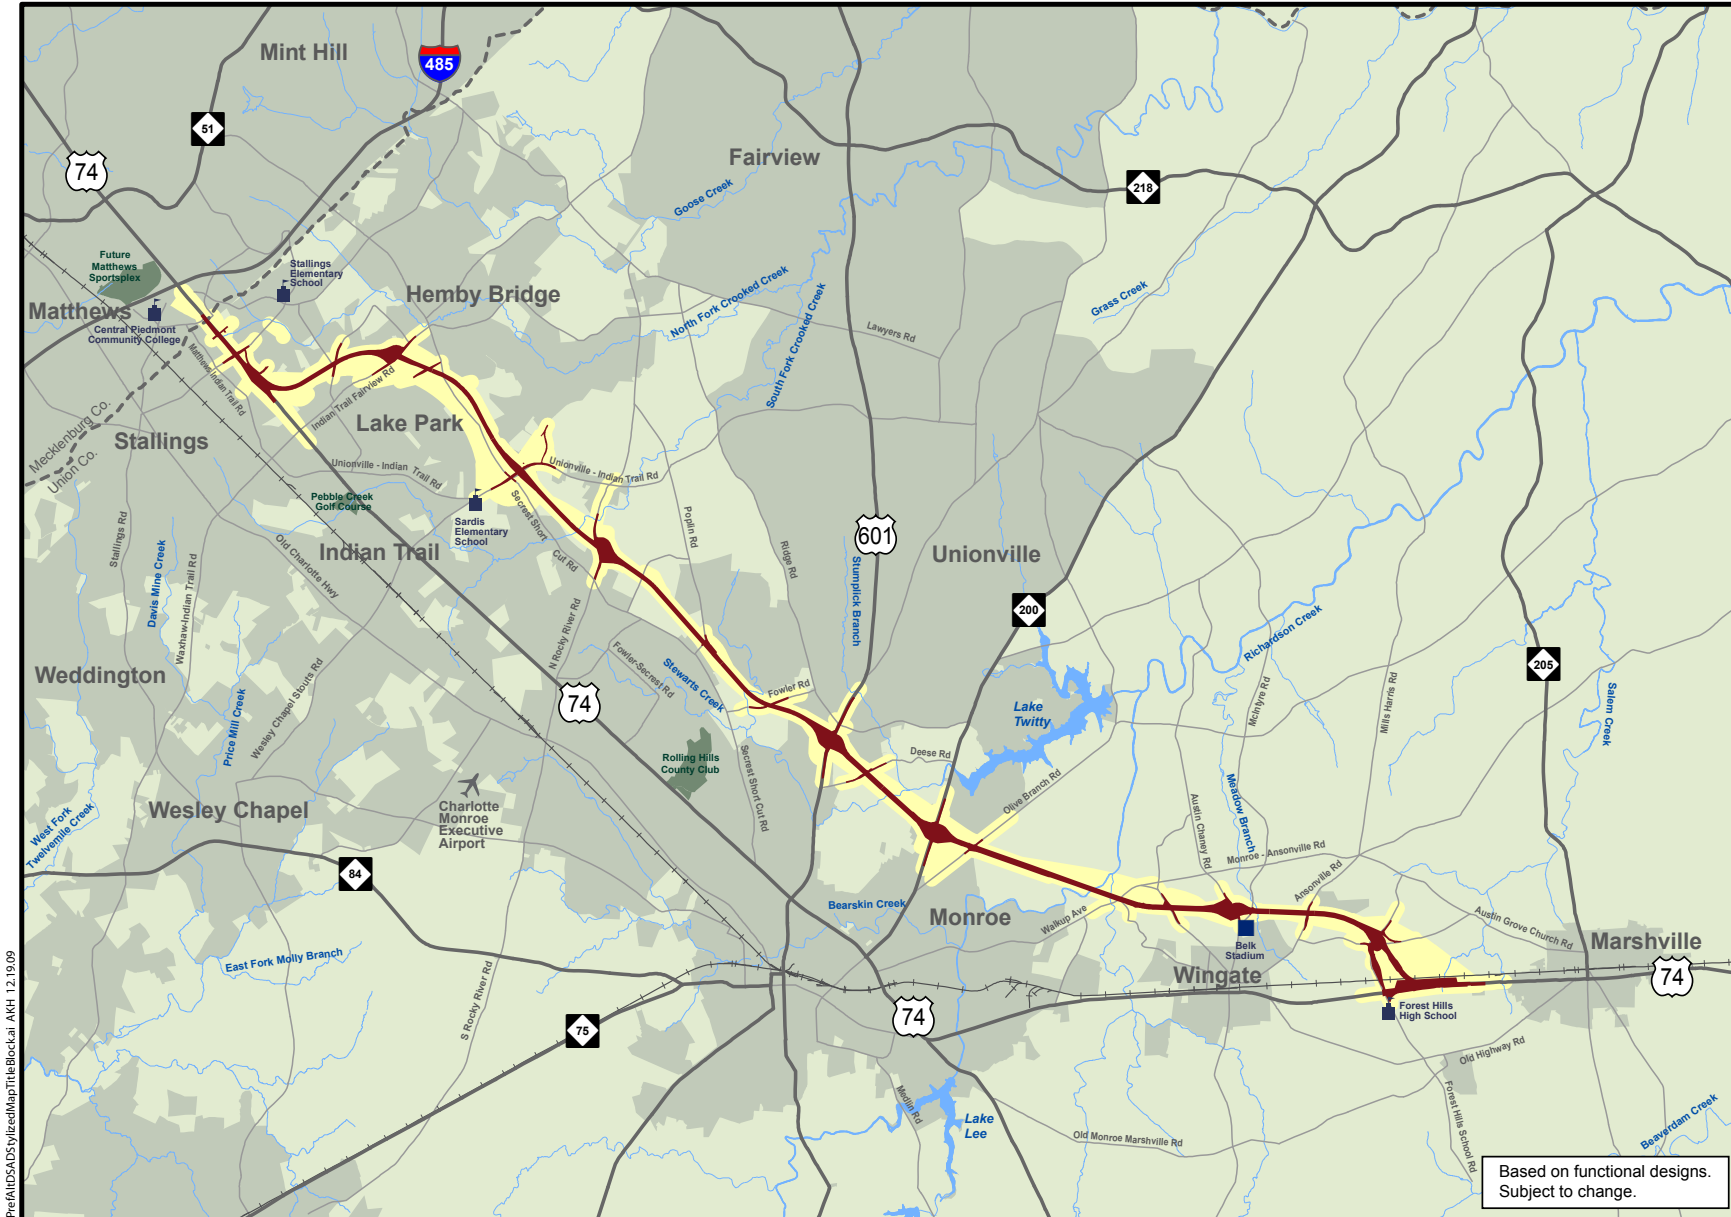 Mint Hill
485
51
74
Fairview
218
Goose Creek
Future
Matthews
Sportsplex
Stallings
Elementary
School
Hemby Bridge
North Fork Crooked Creek
South Fork Crooked Creek
Grass Creek
Matthews
Central Piedmont
Community College
Lawyers Rd
Matthews Indian Trail Rd
Indian Trail Fairview Rd
Lake Park
Mecklenburg Co.
Union Co.
Stallings
Unionville - Indian Trail Rd
Unionville - Indian Trail Rd
Pebble Creek
Golf Course
Sardis
Elementary
School
Secrest Short
Cut Rd
Poplin Rd
Ridge Rd
601
Stumplick Branch
Unionville
Stallings Rd
Davis Mine Creek
Waxhaw-Indian Trail Rd
Old Charlotte Hwy
Indian Trail
200
Richardson Creek
N Rocky River Rd
Fowler-Secrest Rd
Stewarts Creek
Fowler Rd
205
Weddington
Price Mill Creek
Wesley Chapel Stouts Rd
74
Lake
Twitty
McIntyre Rd
Mills Harris Rd
Salem Creek
Rolling Hills
County Club
Secrest Short Cut Rd
Deese Rd
Olive Branch Rd
Charlotte
Monroe
Executive
Airport
Wesley Chapel
West Fork
Twelvemile Creek
Austin Chaney Rd
Meadow Branch
Monroe - Ansonville Rd
Ansonville Rd
84
Bearskin Creek
Monroe
Walkup Ave
Belk
Stadium
Austin Grove Church Rd
Marshville
East Fork Molly Branch
Wingate
74
S Rocky River Rd
74
Forest Hills
High School
75
Old Highway Rd
Medlin Rd
Lake
Lee
Old Monroe Marshville Rd
Forest Hills School Rd
Beaverdam Creek
Based on functional designs.
Subject to change.
PrefAltDSADStylizedMapTitleBlock.ai AKH 12.19.09